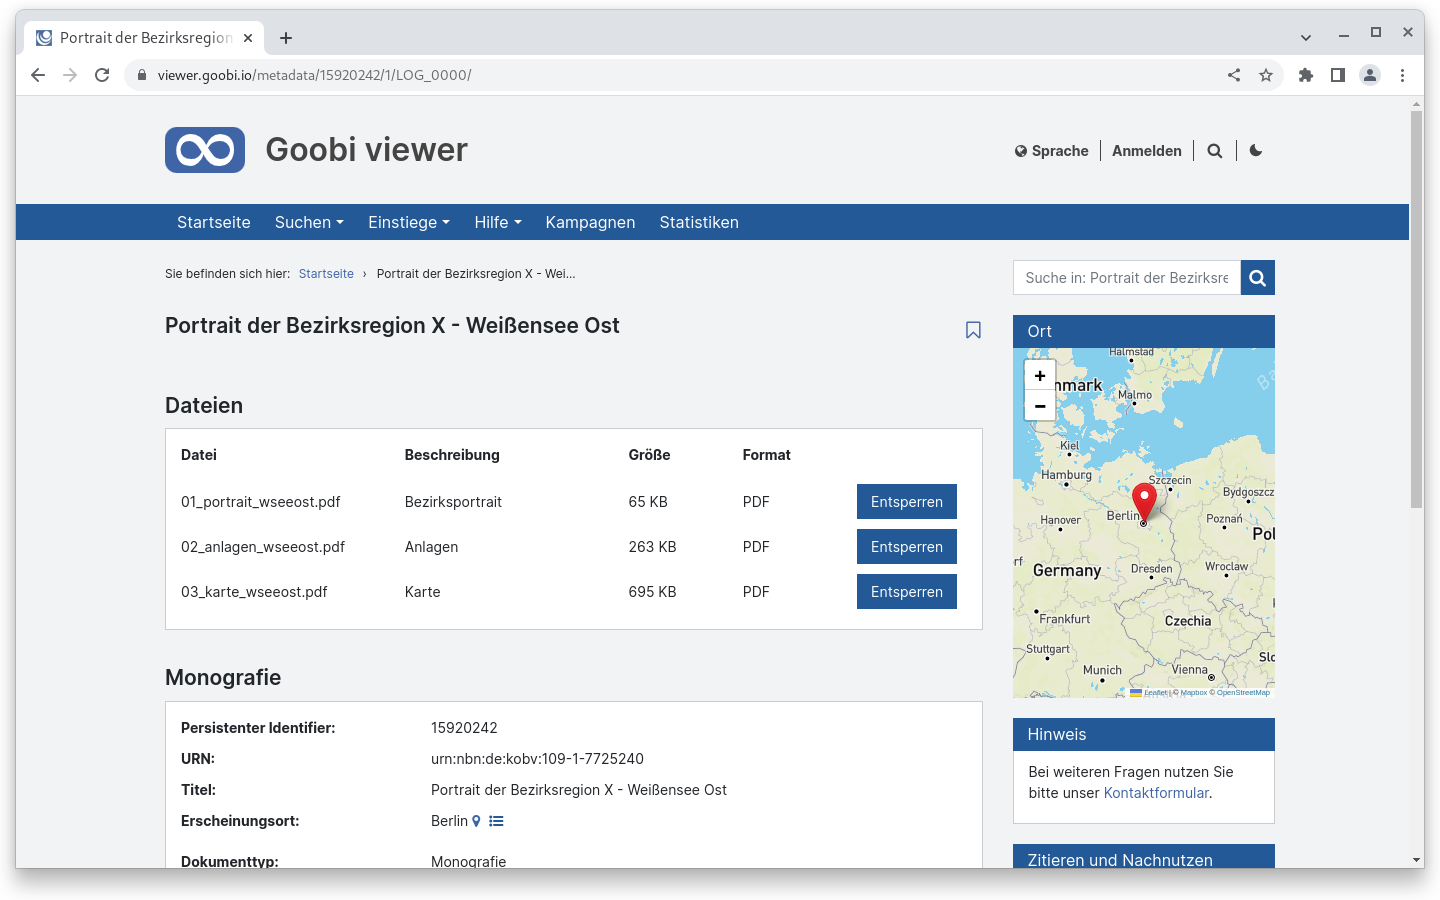 Portrait der Bezirksregion
viewer.goobi.io/metadata/15920242/1/LOG_0000/
Goobi viewer
Sprache
Anmelden
Startseite
Suchen
Einstiege
Hilfe
Kampagnen
Statistiken
Sie befinden sich hier: Startseite › Portrait der Bezirksregion X - Wei...
Portrait der Bezirksregion X - Weißensee Ost
Dateien
Datei Beschreibung Größe Format
01_portrait_wseeost.pdf Bezirksportrait 65 KB PDF Entsperren
02_anlagen_wseeost.pdf Anlagen 263 KB PDF Entsperren
03_karte_wseeost.pdf Karte 695 KB PDF Entsperren
Monografie
Persistenter Identifier: 15920242
URN: urn:nbn:de:kobv:109-1-7725240
Titel: Portrait der Bezirksregion X - Weißensee Ost
Erscheinungsort: Berlin
Dokumenttyp: Monografie
Suche in: Portrait der Bezirksre
Ort
+
−
Halmstad
nmark
Malmo
Ba
Kiel
Hamburg
Szczecin
Bydgoszcz
Berlin
Hanover
Poznań
Pol
rf
Germany
Dresden
Wroclaw
Frankfurt
Czechia
Stuttgart
Slo
Munich
Vienna
Leaflet | © Mapbox © OpenStreetMap
Hinweis
Bei weiteren Fragen nutzen Sie
bitte unser Kontaktformular.
Zitieren und Nachnutzen